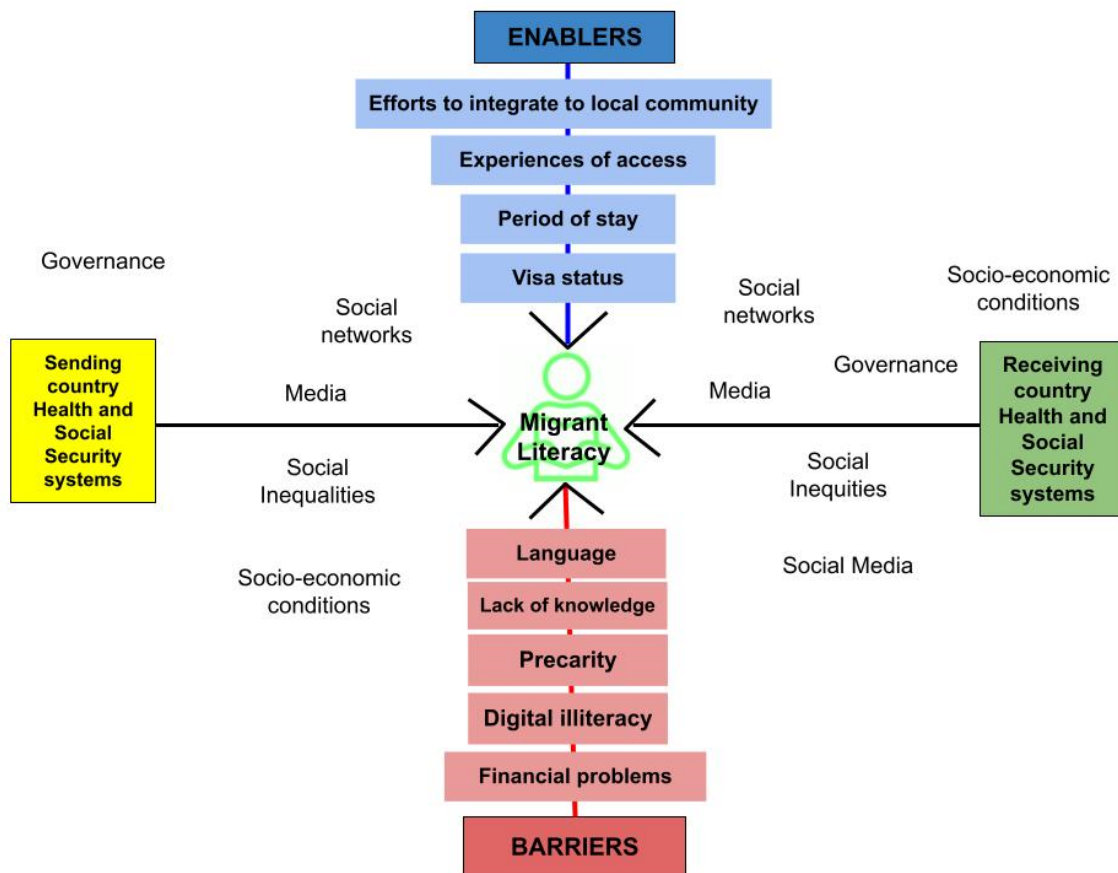 ENABLERS
Efforts to integrate to local community
Experiences of access
Period of stay
Visa status
Governance
Social
networks
Sending
country
Health and
Social
Security
systems
Media
Social
Inequalities
Socio-economic
conditions
Migrant
Literacy
Social
networks
Socio-economic
conditions
Governance
Media
Receiving
country
Health and
Social
Security
systems
Social
Inequities
Social Media
Language
Lack of knowledge
Precarity
Digital illiteracy
Financial problems
BARRIERS